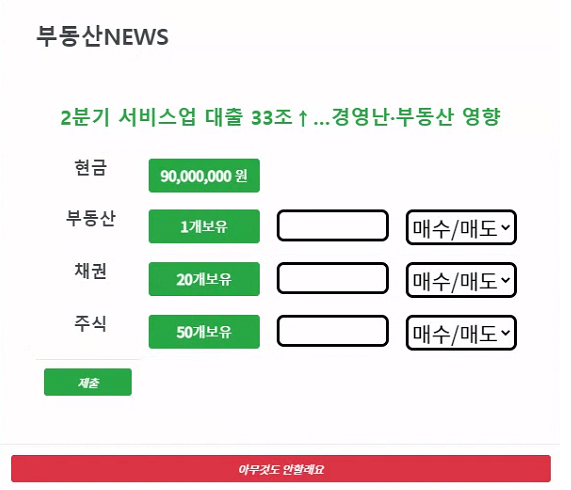 부동산NEWS
2분기 서비스업 대출 33조↑...경영난·부동산 영향
현금 90,000,000 원
부동산 1개보유 매수/매도
채권 20개보유 매수/매도
주식 50개보유 매수/매도
제출
아무것도 안할래요